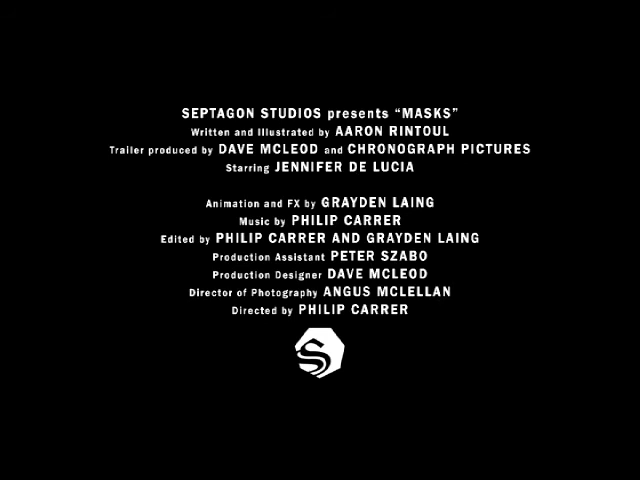 SEPTAGON STUDIOS presents “MASKS”
Written and Illustrated by AARON RINTOUL
Trailer produced by DAVE MCLEOD and CHRONOGRAPH PICTURES
Starring JENNIFER DE LUCIA
Animation and FX by GRAYDEN LAING
Music by PHILIP CARRER
Edited by PHILIP CARRER AND GRAYDEN LAING
Production Assistant PETER SZABO
Production Designer DAVE MCLEOD
Director of Photography ANGUS MCLELLAN
Directed by PHILIP CARRER
S